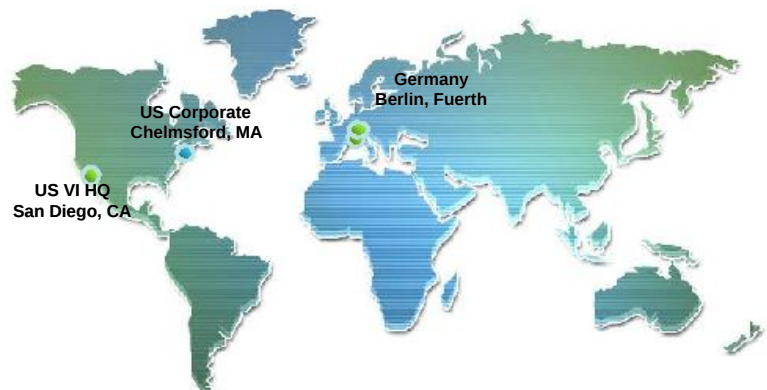 Germany
Berlin, Fuerth
US Corporate
Chelmsford, MA
US VI HQ
San Diego, CA